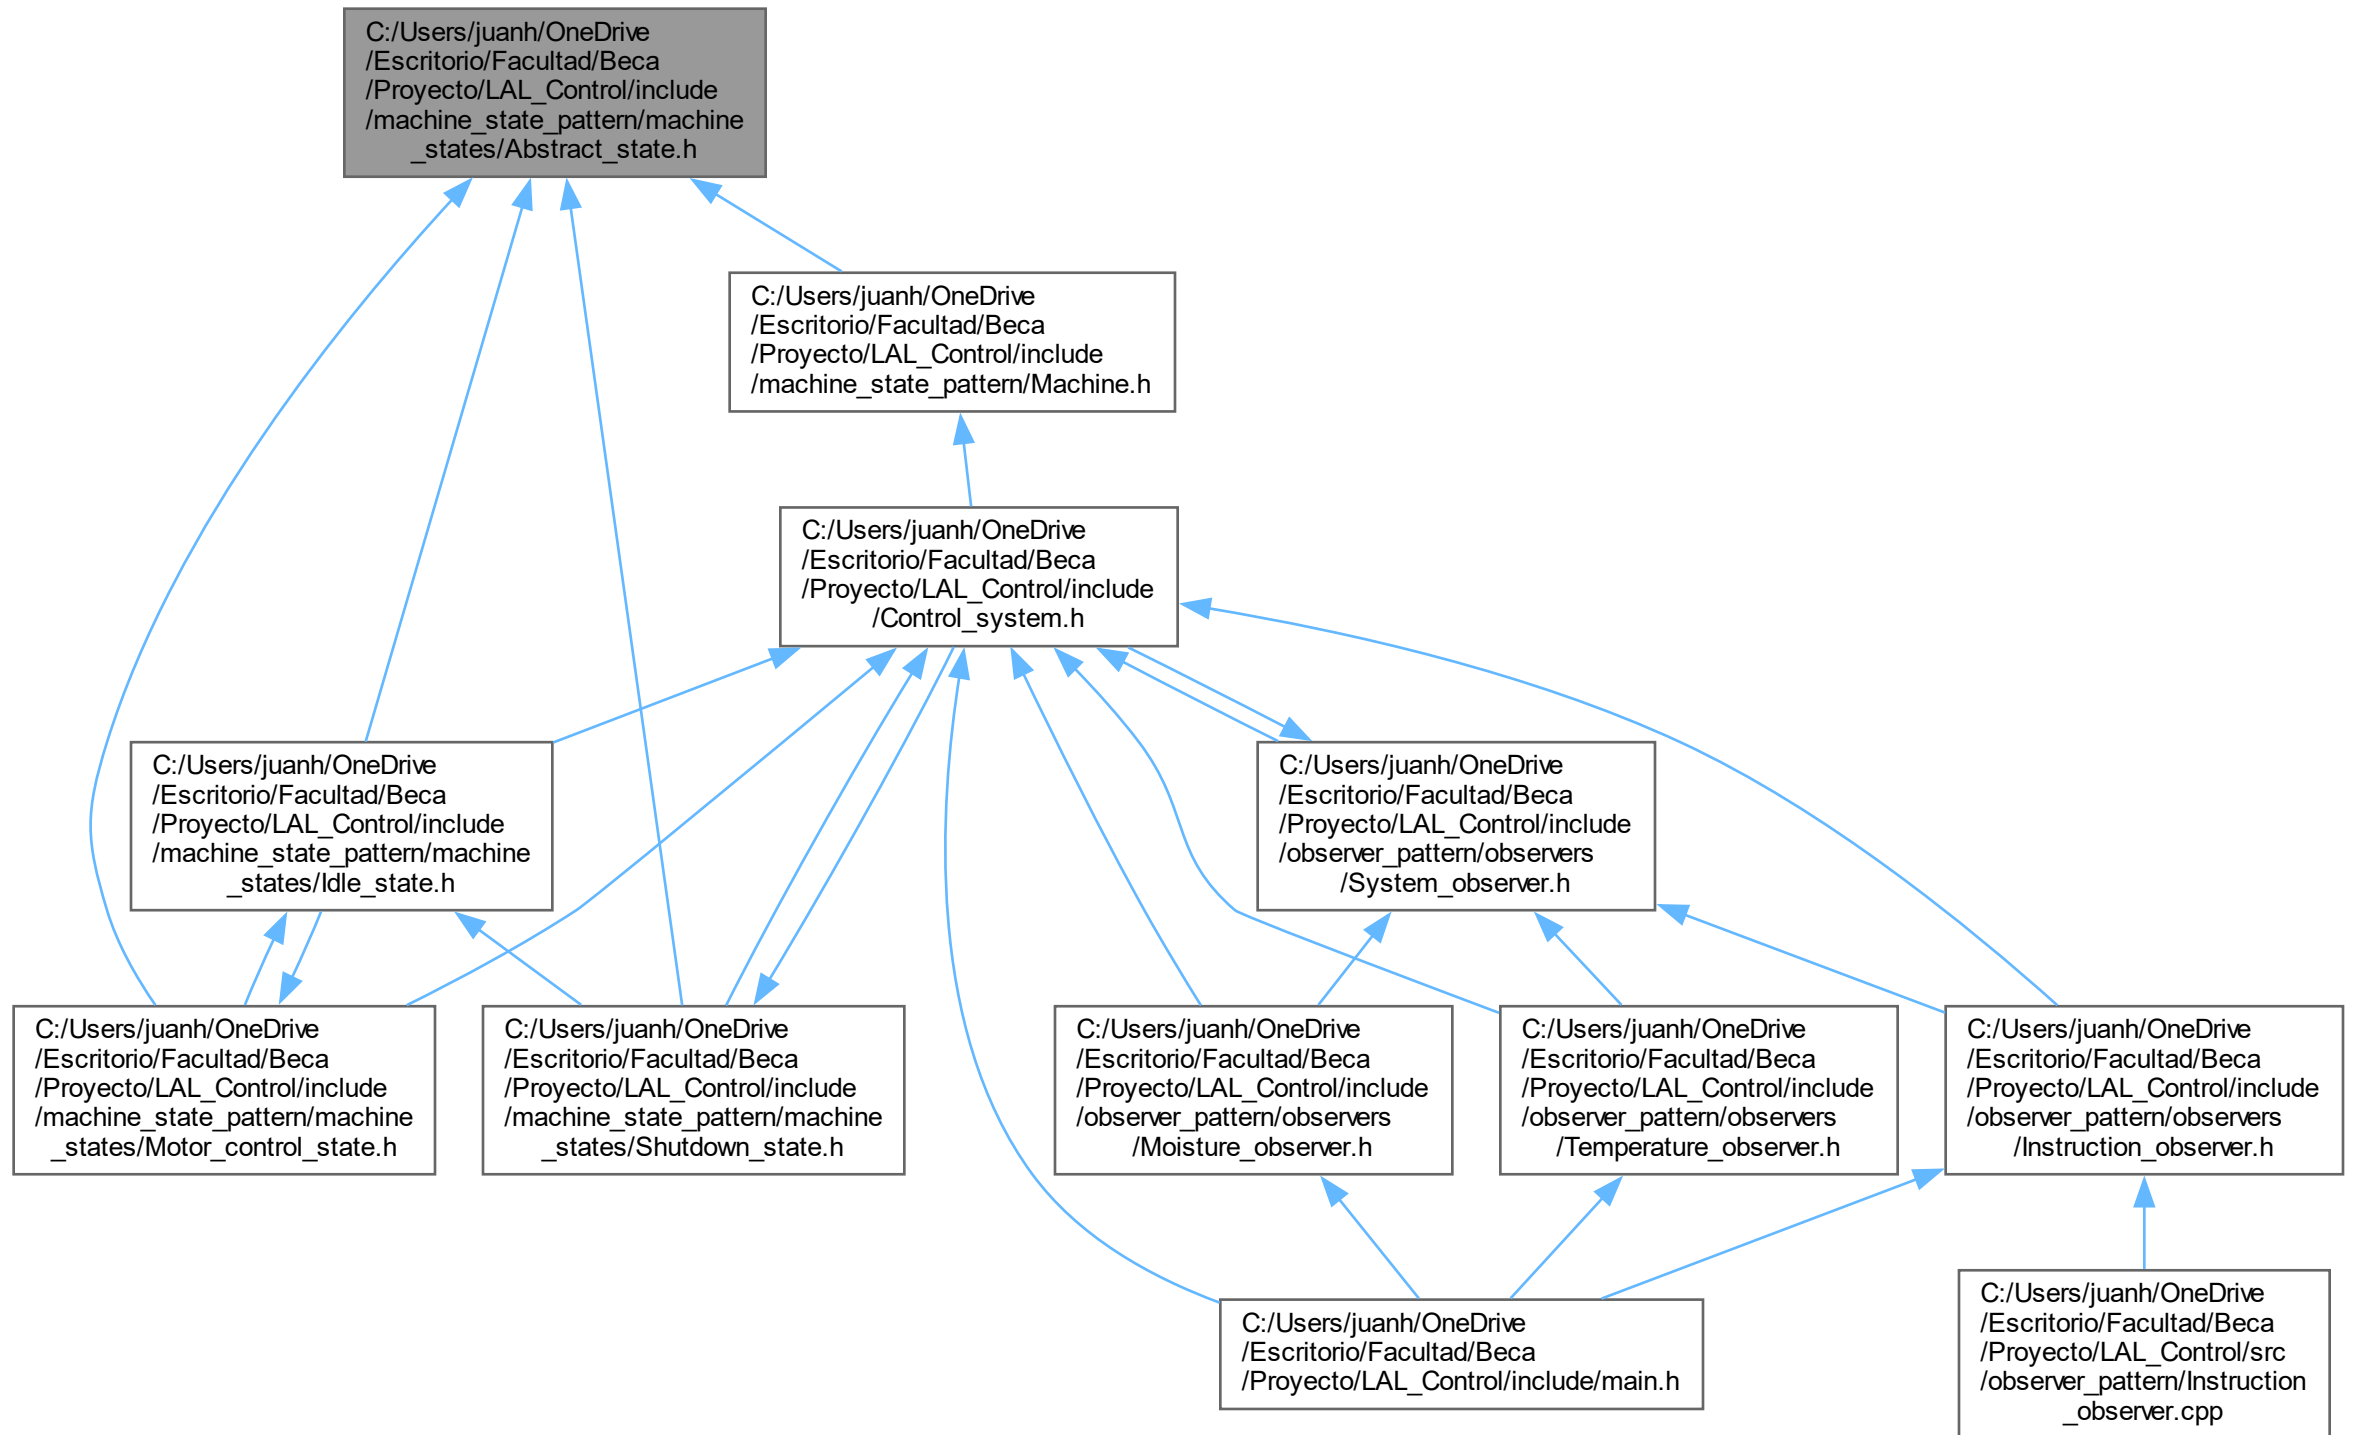 C:/Users/juanh/OneDrive
/Escritorio/Facultad/Beca
/Proyecto/LAL_Control/include
/machine_state_pattern/machine
_states/Abstract_state.h
C:/Users/juanh/OneDrive
/Escritorio/Facultad/Beca
/Proyecto/LAL_Control/include
/machine_state_pattern/Machine.h
C:/Users/juanh/OneDrive
/Escritorio/Facultad/Beca
/Proyecto/LAL_Control/include
/Control_system.h
C:/Users/juanh/OneDrive
/Escritorio/Facultad/Beca
/Proyecto/LAL_Control/include
/machine_state_pattern/machine
_states/Idle_state.h
C:/Users/juanh/OneDrive
/Escritorio/Facultad/Beca
/Proyecto/LAL_Control/include
/observer_pattern/observers
/System_observer.h
C:/Users/juanh/OneDrive
/Escritorio/Facultad/Beca
/Proyecto/LAL_Control/include
/machine_state_pattern/machine
_states/Motor_control_state.h
C:/Users/juanh/OneDrive
/Escritorio/Facultad/Beca
/Proyecto/LAL_Control/include
/machine_state_pattern/machine
_states/Shutdown_state.h
C:/Users/juanh/OneDrive
/Escritorio/Facultad/Beca
/Proyecto/LAL_Control/include
/observer_pattern/observers
/Moisture_observer.h
C:/Users/juanh/OneDrive
/Escritorio/Facultad/Beca
/Proyecto/LAL_Control/include
/observer_pattern/observers
/Temperature_observer.h
C:/Users/juanh/OneDrive
/Escritorio/Facultad/Beca
/Proyecto/LAL_Control/include
/observer_pattern/observers
/Instruction_observer.h
C:/Users/juanh/OneDrive
/Escritorio/Facultad/Beca
/Proyecto/LAL_Control/include/main.h
C:/Users/juanh/OneDrive
/Escritorio/Facultad/Beca
/Proyecto/LAL_Control/src
/observer_pattern/Instruction
_observer.cpp